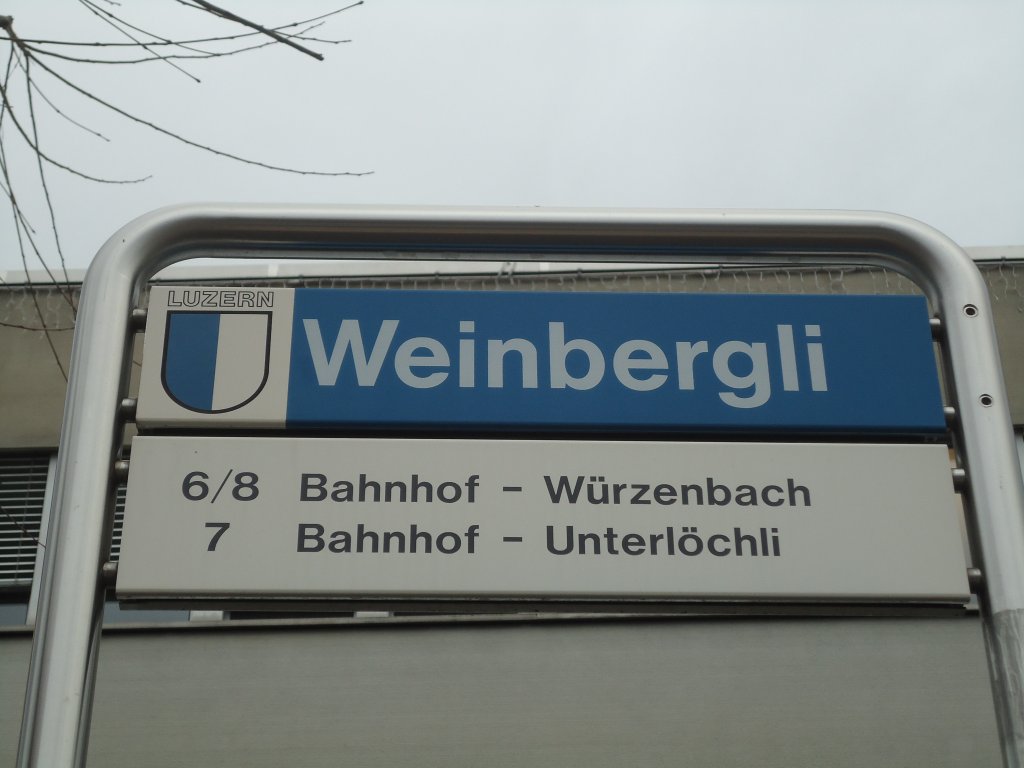 LUZERN
Weinbergli
6/8 Bahnhof - Würzenbach
7 Bahnhof - Unterlöchli